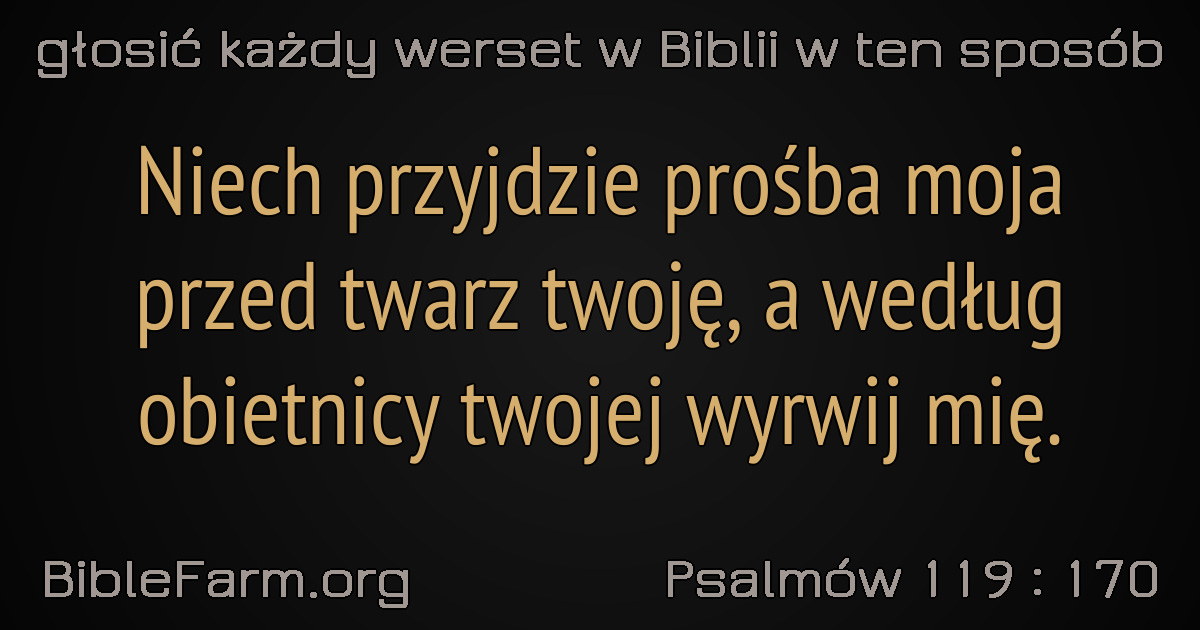 głosić każdy werset w Biblii w ten sposób
Niech przyjdzie prośba moja
przed twarz twoję, a według
obietnicy twojej wyrwij mię.
BibleFarm.org
Psalmów 119 : 170